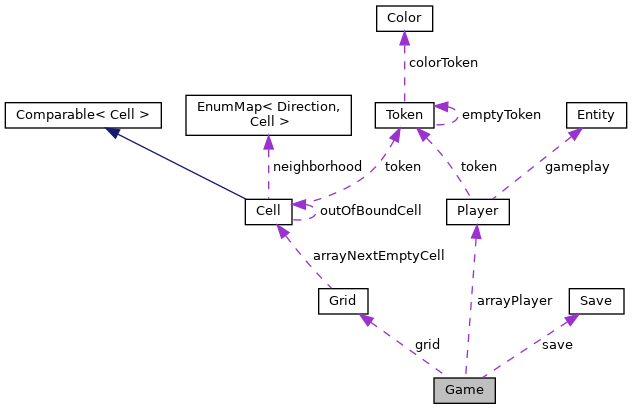 Color
colorToken
Comparable< Cell >
EnumMap< Direction,
Cell >
Token
emptyToken
Entity
neighborhood
token
token
gameplay
Cell
outOfBoundCell
Player
arrayNextEmptyCell
Grid
arrayPlayer
Save
grid
save
Game